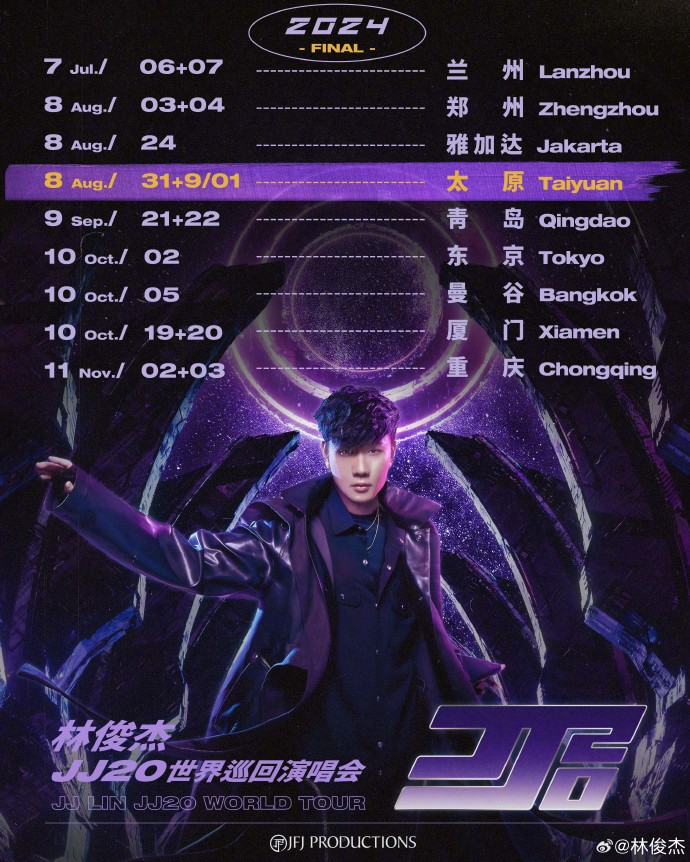 2024
- FINAL -
7 Jul./ 06+07 兰州 Lanzhou
8 Aug./ 03+04 郑州 Zhengzhou
8 Aug./ 24 雅加达 Jakarta
8 Aug./ 31+9/01 太原 Taiyuan
9 Sep./ 21+22 青岛 Qingdao
10 Oct./ 02 东京 Tokyo
10 Oct./ 05 曼谷 Bangkok
10 Oct./ 19+20 厦门 Xiamen
11 Nov./ 02+03 重庆 Chongqing
林俊杰
JJ20世界巡回演唱会
JJ LIN JJ20 WORLD TOUR
JJ20
JFJ PRODUCTIONS
@林俊杰